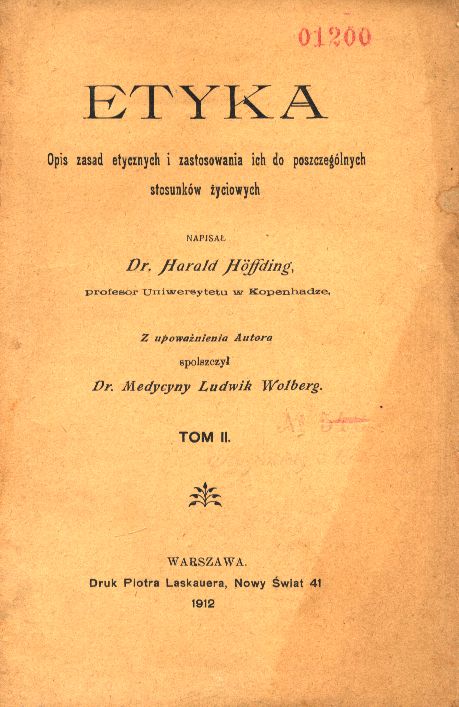 01200
ETYKA
Opis zasad etycznych i zastosowania ich do poszczególnych
stosunków życiowych
NAPISAŁ
Dr. Harald Höffding,
profesor Uniwersytetu w Kopenhadze,
Z upoważnienia Autora
spolszczył
Dr. Medycyny Ludwik Wolberg.
TOM II.
WARSZAWA.
Druk Piotra Laskauera, Nowy Świat 41
1912